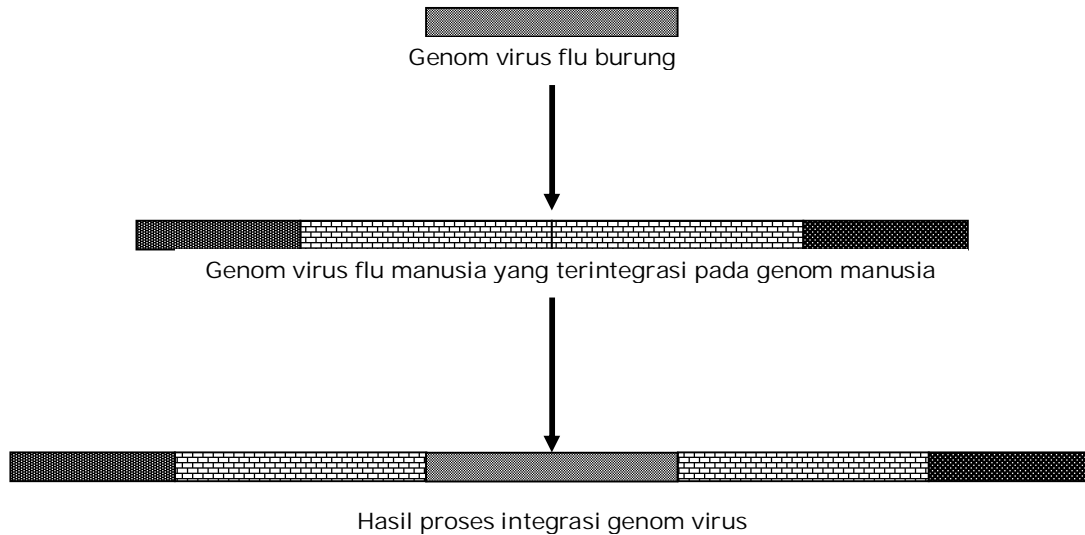 Genom virus flu burung
Genom virus flu manusia yang terintegrasi pada genom manusia
Hasil proses integrasi genom virus